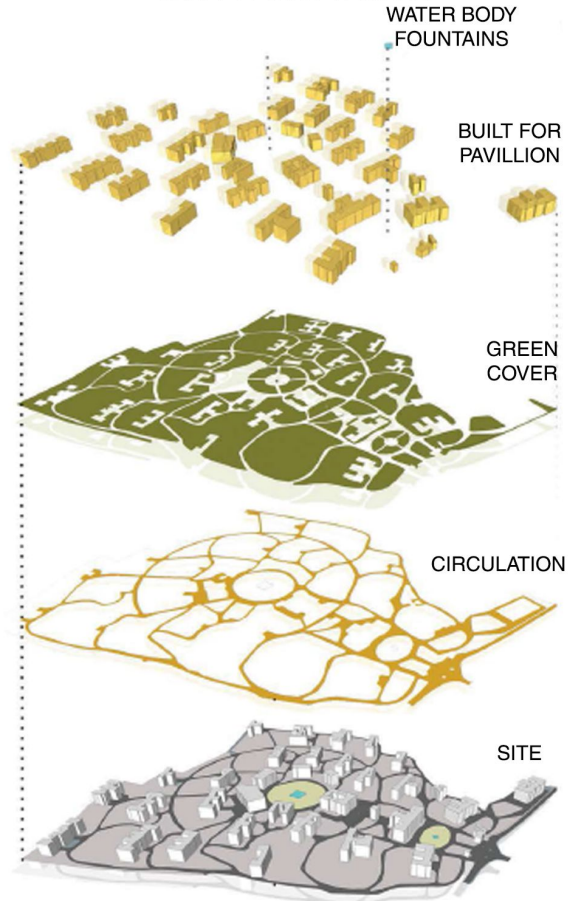 WATER BODY
FOUNTAINS
BUILT FOR
PAVILLION
GREEN
COVER
CIRCULATION
SITE